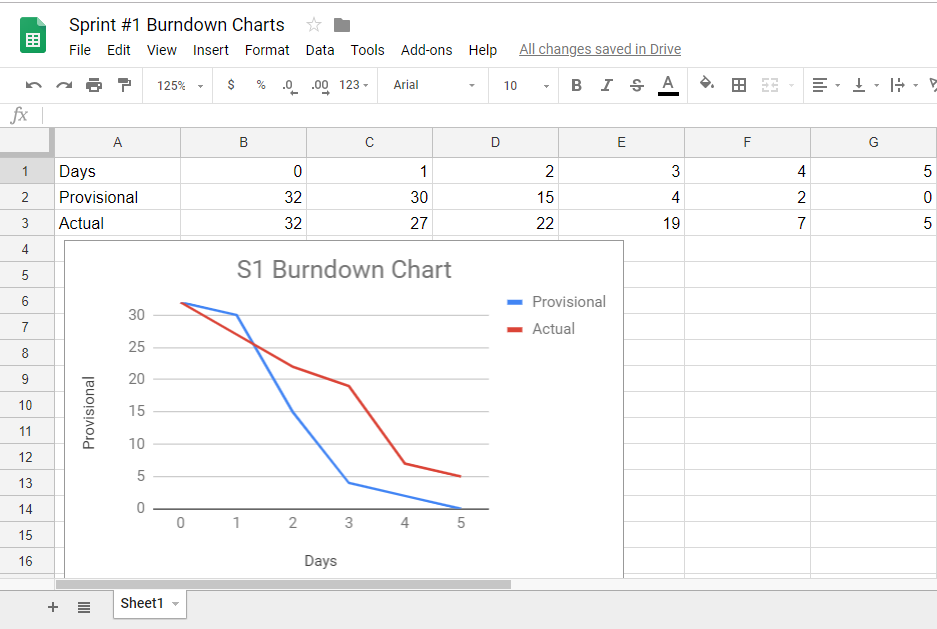 Sprint #1 Burndown Charts
File Edit View Insert Format Data Tools Add-ons Help All changes saved in Drive
125% $ % .0 .00 123 Arial 10 B I S A
fx
A B C D E F G
1 Days 0 1 2 3 4 5
2 Provisional 32 30 15 4 2 0
3 Actual 32 27 22 19 7 5
4
5
6
7
8
9
10
11
12
13
14
15
16
S1 Burndown Chart
Provisional
Actual
30
25
20
15
10
5
0
Provisional
0 1 2 3 4 5
Days
+ Sheet1